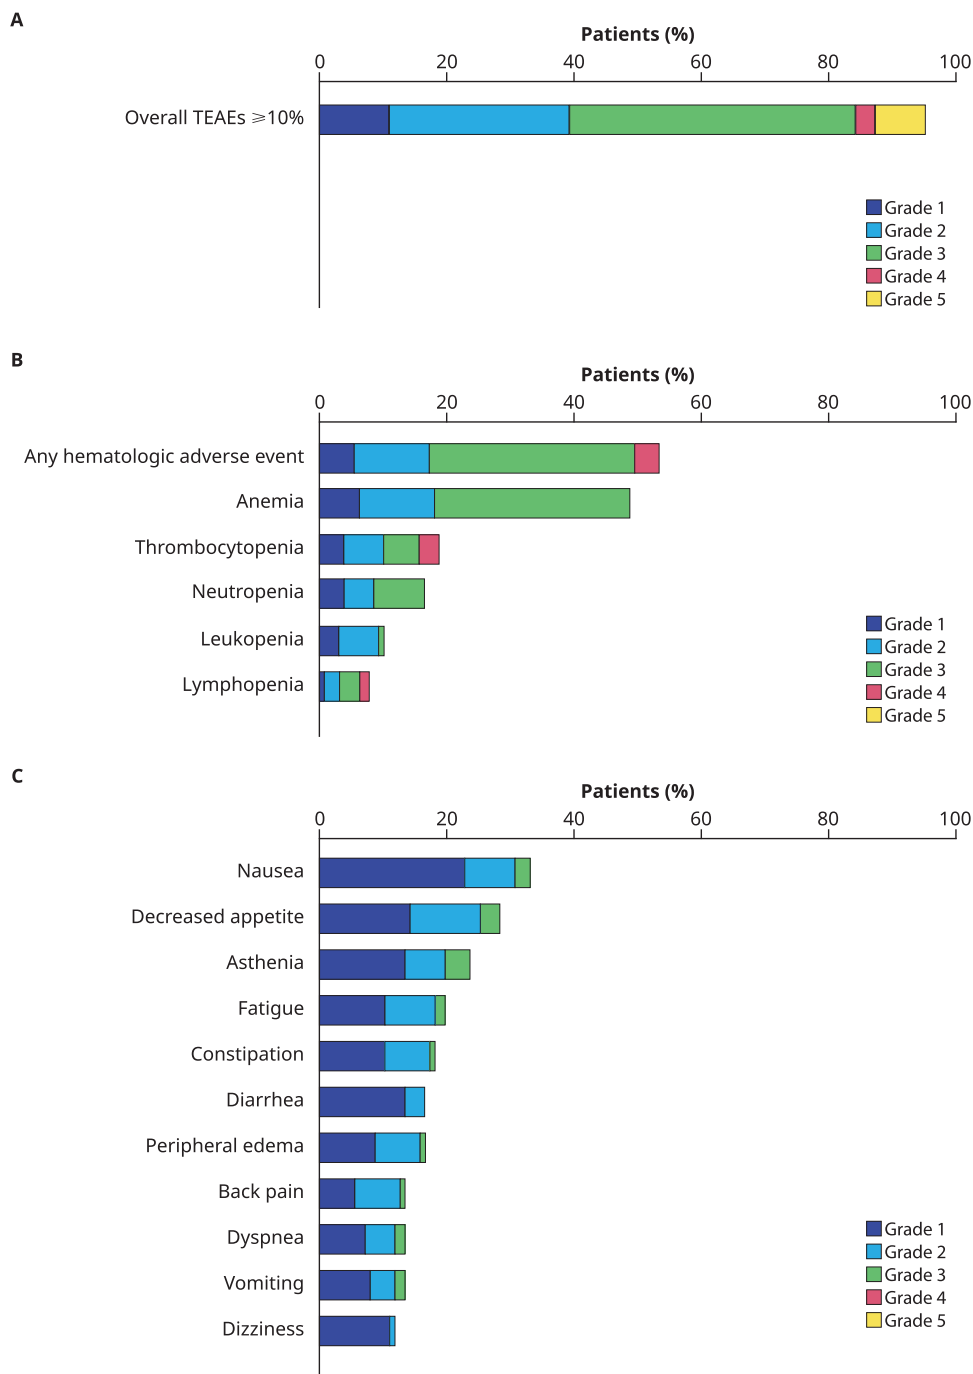 A
Patients (%)
0 20 40 60 80 100
Overall TEAEs ⩾10%
Grade 1
Grade 2
Grade 3
Grade 4
Grade 5
B
Patients (%)
0 20 40 60 80 100
Any hematologic adverse event
Anemia
Thrombocytopenia
Neutropenia
Leukopenia
Lymphopenia
Grade 1
Grade 2
Grade 3
Grade 4
Grade 5
C
Patients (%)
0 20 40 60 80 100
Nausea
Decreased appetite
Asthenia
Fatigue
Constipation
Diarrhea
Peripheral edema
Back pain
Dyspnea
Vomiting
Dizziness
Grade 1
Grade 2
Grade 3
Grade 4
Grade 5